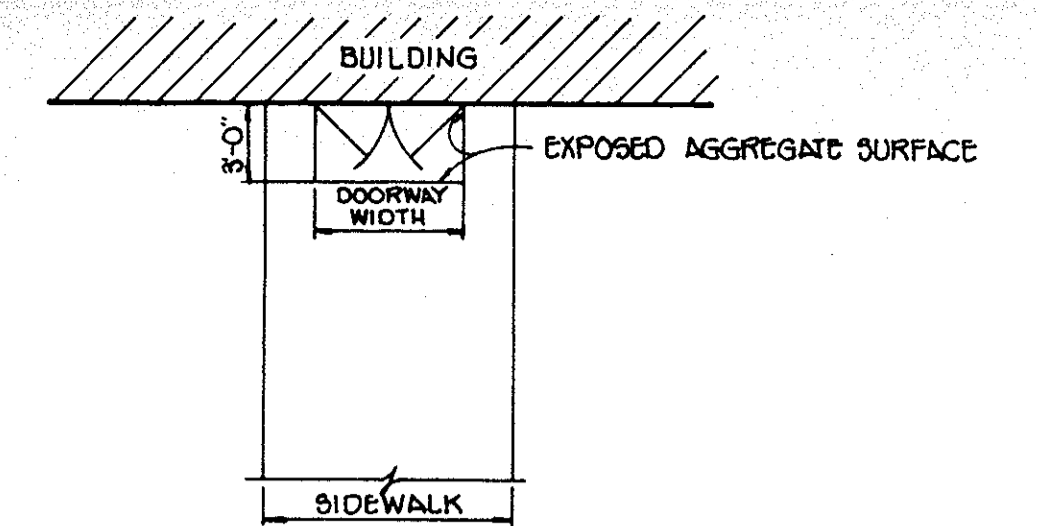 BUILDING
3'-0"
EXPOSED AGGREGATE SURFACE
DOORWAY
WIDTH
SIDEWALK